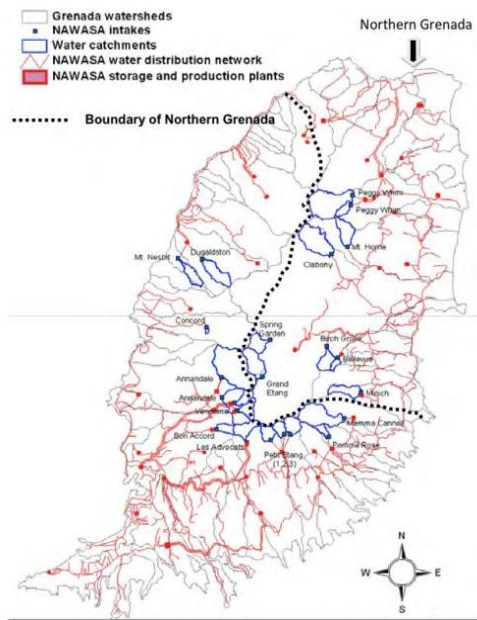 Grenada watersheds
NAWASA intakes
Water catchments
NAWASA water distribution network
NAWASA storage and production plants
Northern Grenada
Boundary of Northern Grenada
Peggy Whim
Peggy Whim
Mt. Horne
Clabony
Dugaldston
Mt. Nesbit
Concord
Spring
Garden
Birch Grove
Bellevue
Annandale
Grand
Etang
Annandale
Vendome
Munich
Mamma Cannes
Bon Accord
Les Advocats
Petit Etang
(1,2,3)
Pomme Rose
N
W
E
S